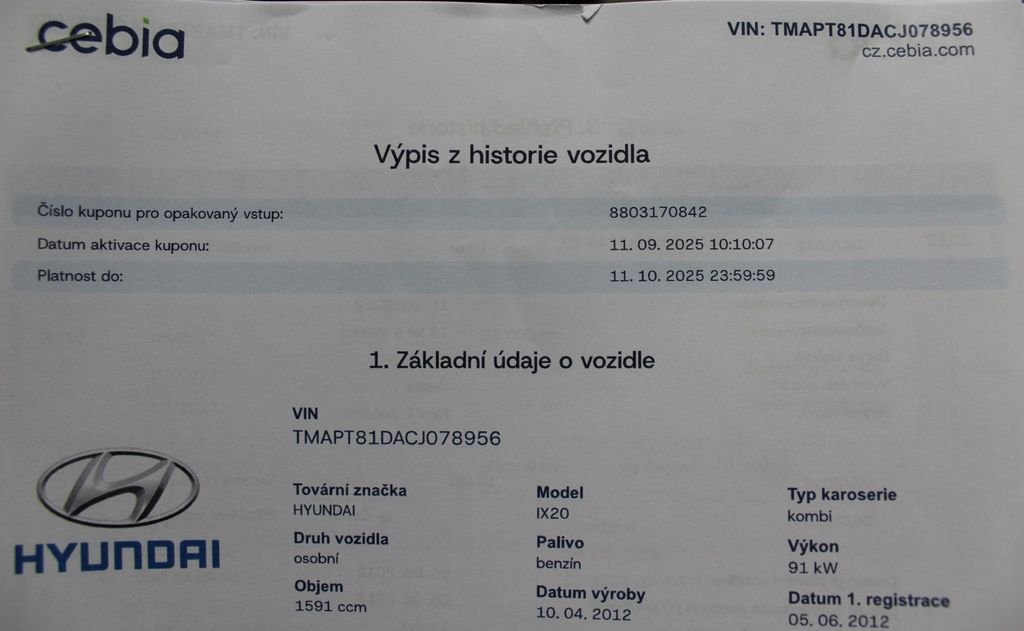 cebia
VIN: TMAPT81DACJ078956
cz.cebia.com
Výpis z historie vozidla
Číslo kuponu pro opakovaný vstup: 8803170842
Datum aktivace kuponu: 11. 09. 2025 10:10:07
Platnost do: 11. 10. 2025 23:59:59
1. Základní údaje o vozidle
VIN
TMAPT81DACJ078956
HYUNDAI
Tovární značka Model Typ karoserie
HYUNDAI IX20 kombi
Druh vozidla Palivo Výkon
osobní benzín 91 kW
Objem Datum výroby Datum 1. registrace
1591 ccm 10. 04. 2012 05. 06. 2012